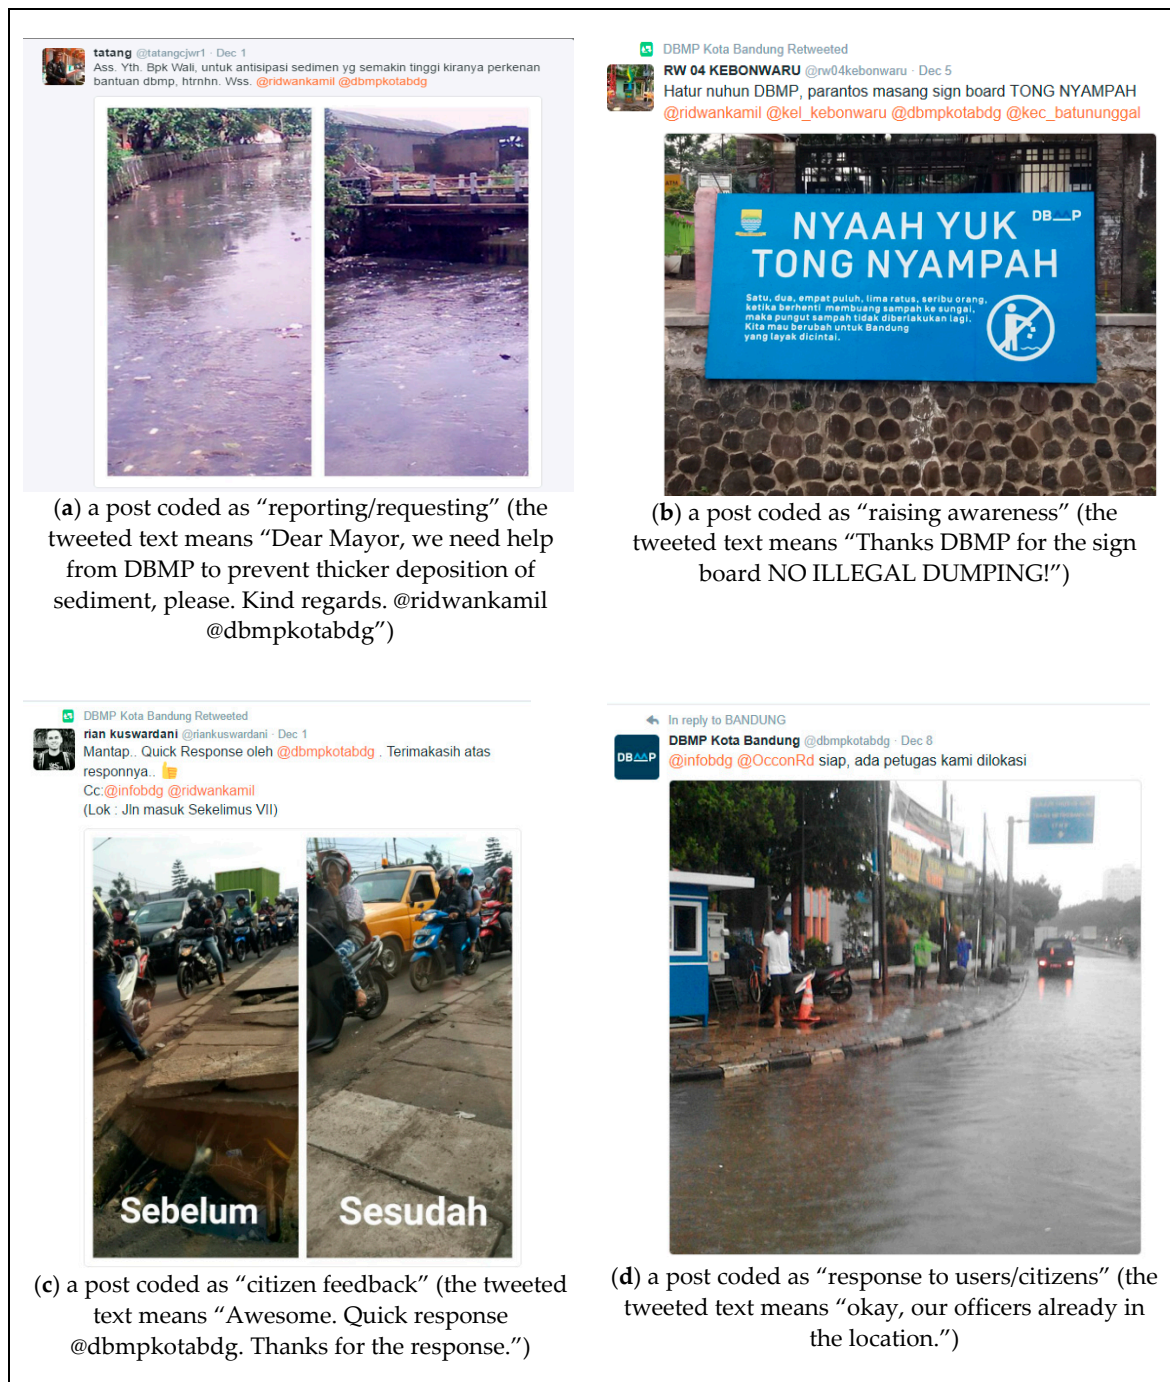 tatang @tatangcjwr1 · Dec 1
Ass. Yth. Bpk Wali, untuk antisipasi sedimen yg semakin tinggi kiranya perkenan
bantuan dbmp, htrnhn. Wss. @ridwankamil @dbmpkotabdg
(a) a post coded as “reporting/requesting” (the
tweeted text means “Dear Mayor, we need help
from DBMP to prevent thicker deposition of
sediment, please. Kind regards. @ridwankamil
@dbmpkotabdg”)
DBMP Kota Bandung Retweeted
RW 04 KEBONWARU @rw04kebonwaru · Dec 5
Hatur nuhun DBMP, parantos masang sign board TONG NYAMPAH
@ridwankamil @kel_kebonwaru @dbmpkotabdg @kec_batununggal
NYAAH YUK
TONG NYAMPAH
DBMP
Satu, dua, empat puluh, lima ratus, seribu orang,
ketika berhenti membuang sampah ke sungai,
maka pungut sampah tidak diberlakukan lagi.
Kita mau berubah untuk Bandung
yang layak dicintai.
(b) a post coded as “raising awareness” (the
tweeted text means “Thanks DBMP for the sign
board NO ILLEGAL DUMPING!”)
DBMP Kota Bandung Retweeted
rian kuswardani @riankuswardani · Dec 1
Mantap.. Quick Response oleh @dbmpkotabdg . Terimakasih atas
responnya.. 👍
Cc:@infobdg @ridwankamil
(Lok : Jln masuk Sekelimus VII)
Sebelum
Sesudah
(c) a post coded as “citizen feedback” (the tweeted
text means “Awesome. Quick response
@dbmpkotabdg. Thanks for the response.”)
In reply to BANDUNG
DBMP
DBMP Kota Bandung @dbmpkotabdg · Dec 8
@infobdg @OcconRd siap, ada petugas kami dilokasi
(d) a post coded as “response to users/citizens” (the
tweeted text means “okay, our officers already in
the location.”)